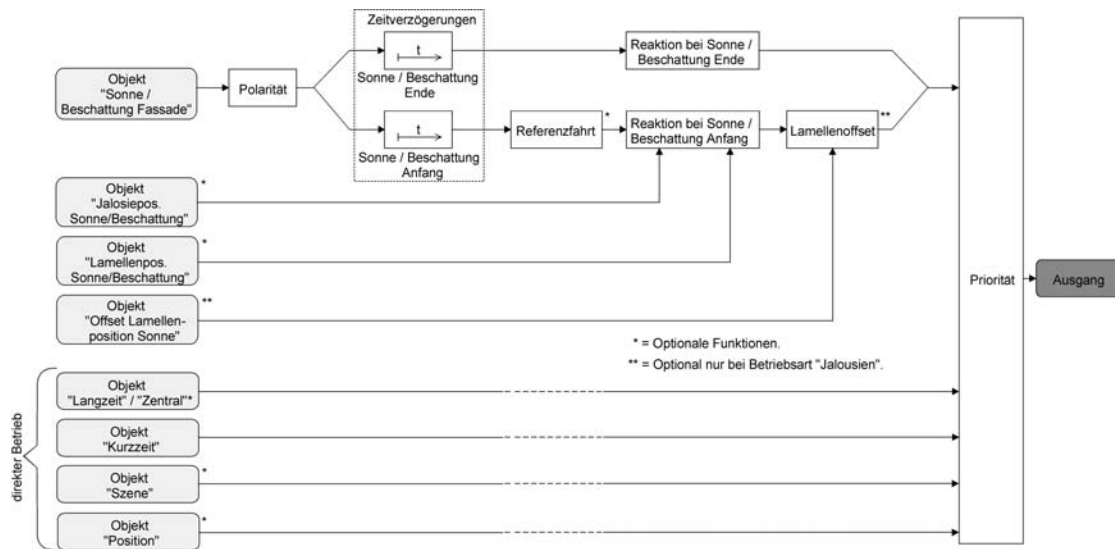 Zeitverzögerungen
t
Sonne / Beschattung
Ende
Reaktion bei Sonne /
Beschattung Ende
Objekt
"Sonne /
Beschattung Fassade"
Polarität
t
Sonne / Beschattung
Anfang
Referenzfahrt
*
Reaktion bei Sonne /
Beschattung Anfang
Lamellenoffset
**
Objekt
"Jalosiepos.
Sonne/Beschattung"
*
Objekt
"Lamellenpos.
Sonne/Beschattung"
*
Objekt
"Offset Lamellen-
position Sonne"
**
Priorität
Ausgang
* = Optionale Funktionen.
** = Optional nur bei Betriebsart "Jalousien".
direkter Betrieb
Objekt
"Langzeit" / "Zentral"*
Objekt
"Kurzzeit"
Objekt
"Szene"
*
Objekt
"Position"
*